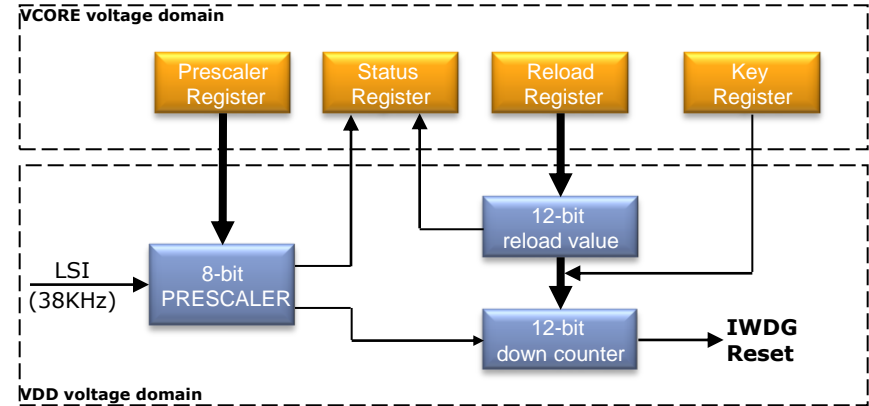 VCORE voltage domain
Prescaler
Register
Status
Register
Reload
Register
Key
Register
12-bit
reload value
LSI
(38KHz)
8-bit
PRESCALER
12-bit
down counter
IWDG
Reset
VDD voltage domain